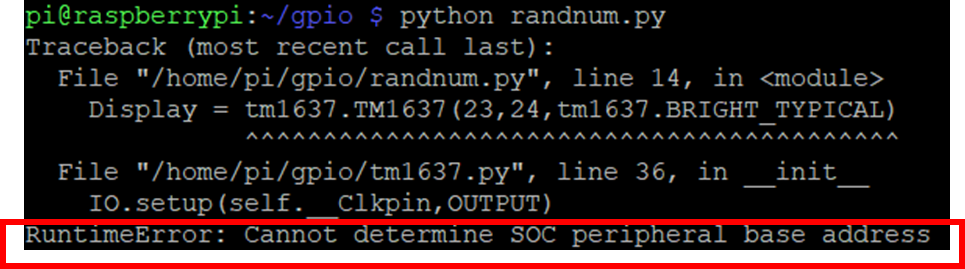 pi@raspberrypi:~/gpio $ python randnum.py
Traceback (most recent call last):
  File "/home/pi/gpio/randnum.py", line 14, in <module>
    Display = tm1637.TM1637(23,24,tm1637.BRIGHT_TYPICAL)
              ^^^^^^^^^^^^^^^^^^^^^^^^^^^^^^^^^^^^^^^^^^
  File "/home/pi/gpio/tm1637.py", line 36, in __init__
    IO.setup(self.__Clkpin,OUTPUT)
RuntimeError: Cannot determine SOC peripheral base address